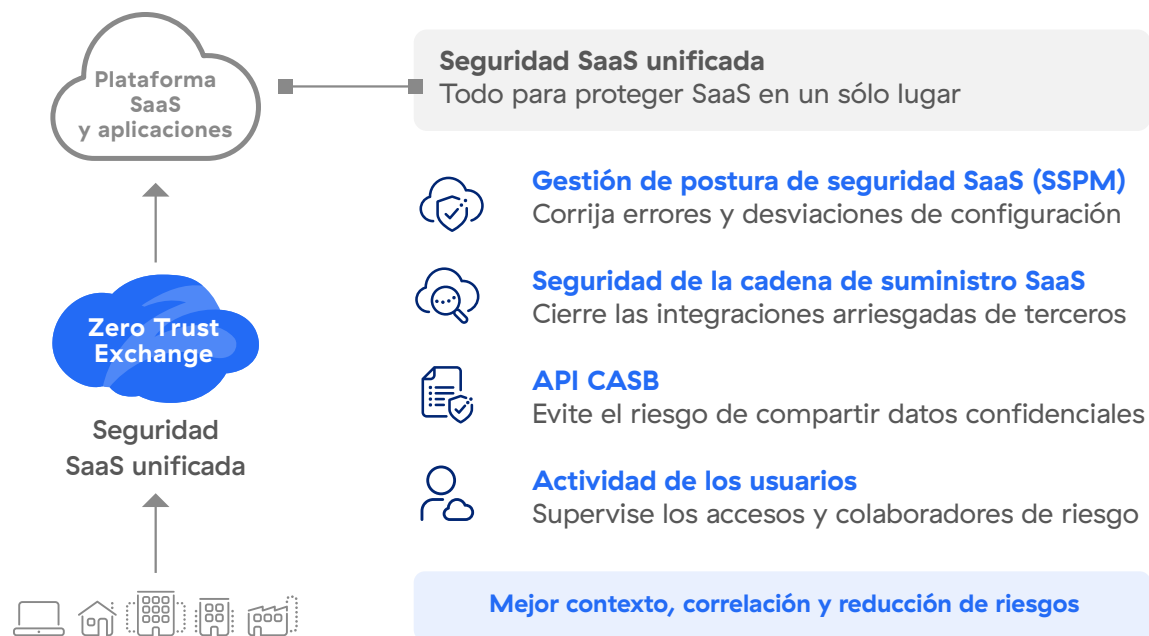 Plataforma
SaaS
y aplicaciones
Zero Trust
Exchange
Seguridad
SaaS unificada
Seguridad SaaS unificada
Todo para proteger SaaS en un sólo lugar
Gestión de postura de seguridad SaaS (SSPM)
Corrija errores y desviaciones de configuración
Seguridad de la cadena de suministro SaaS
Cierre las integraciones arriesgadas de terceros
API CASB
Evite el riesgo de compartir datos confidenciales
Actividad de los usuarios
Supervise los accesos y colaboradores de riesgo
Mejor contexto, correlación y reducción de riesgos